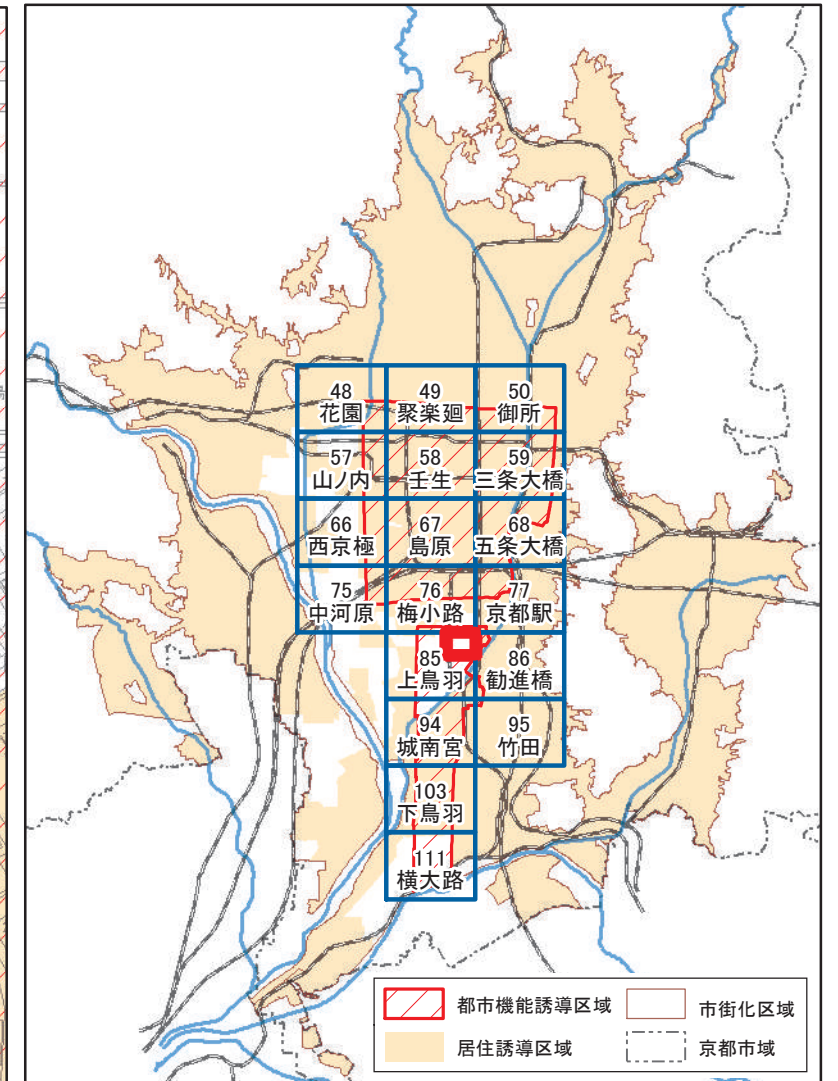 48
花園
49
聚楽廻
50
御所
57
山ノ内
58
壬生
59
三条大橋
66
西京極
67
島原
68
五条大橋
75
中河原
76
梅小路
77
京都駅
85
上鳥羽
86
勧進橋
94
城南宮
95
竹田
103
下鳥羽
111
横大路
都市機能誘導区域
市街化区域
居住誘導区域
京都市域